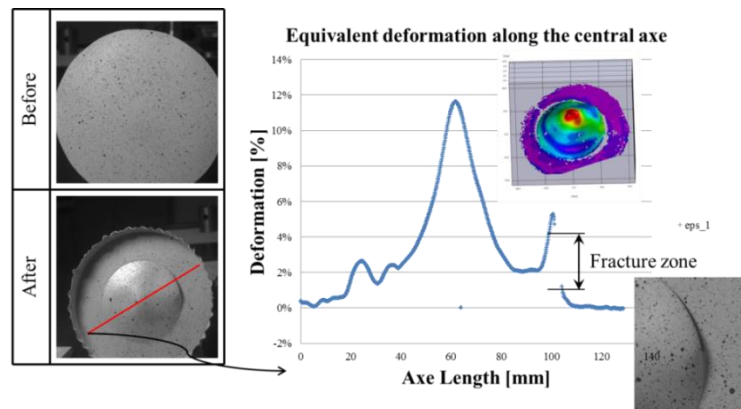 Equivalent deformation along the central axe
Before
After
Deformation [%]
14%
12%
10%
8%
6%
4%
2%
0%
-2%
0 20 40 60 80 100 120 140
Axe Length [mm]
eps_1
Fracture zone